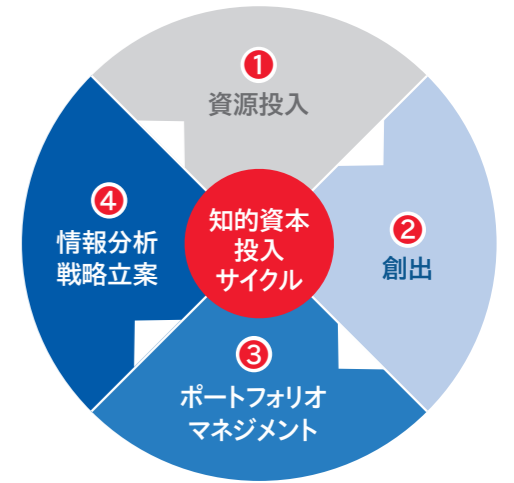 ❶
資源投入
❷
創出
❸
ポートフォリオ
マネジメント
❹
情報分析
戦略立案
知的資本
投入
サイクル